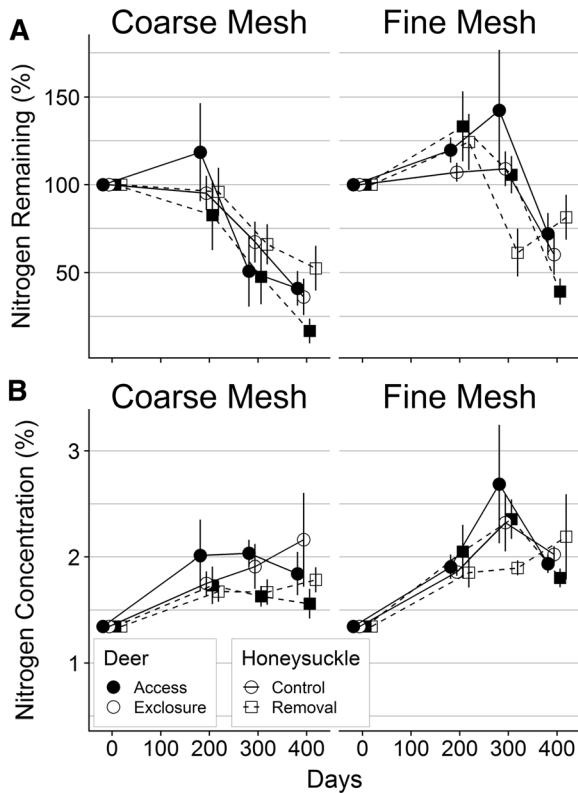 A
Coarse Mesh Fine Mesh
Nitrogen Remaining (%)
150
100
50
B
Coarse Mesh Fine Mesh
Nitrogen Concentration (%)
3
2
1
Deer
Access
Exclosure
Honeysuckle
Control
Removal
0 100 200 300 400 0 100 200 300 400
Days